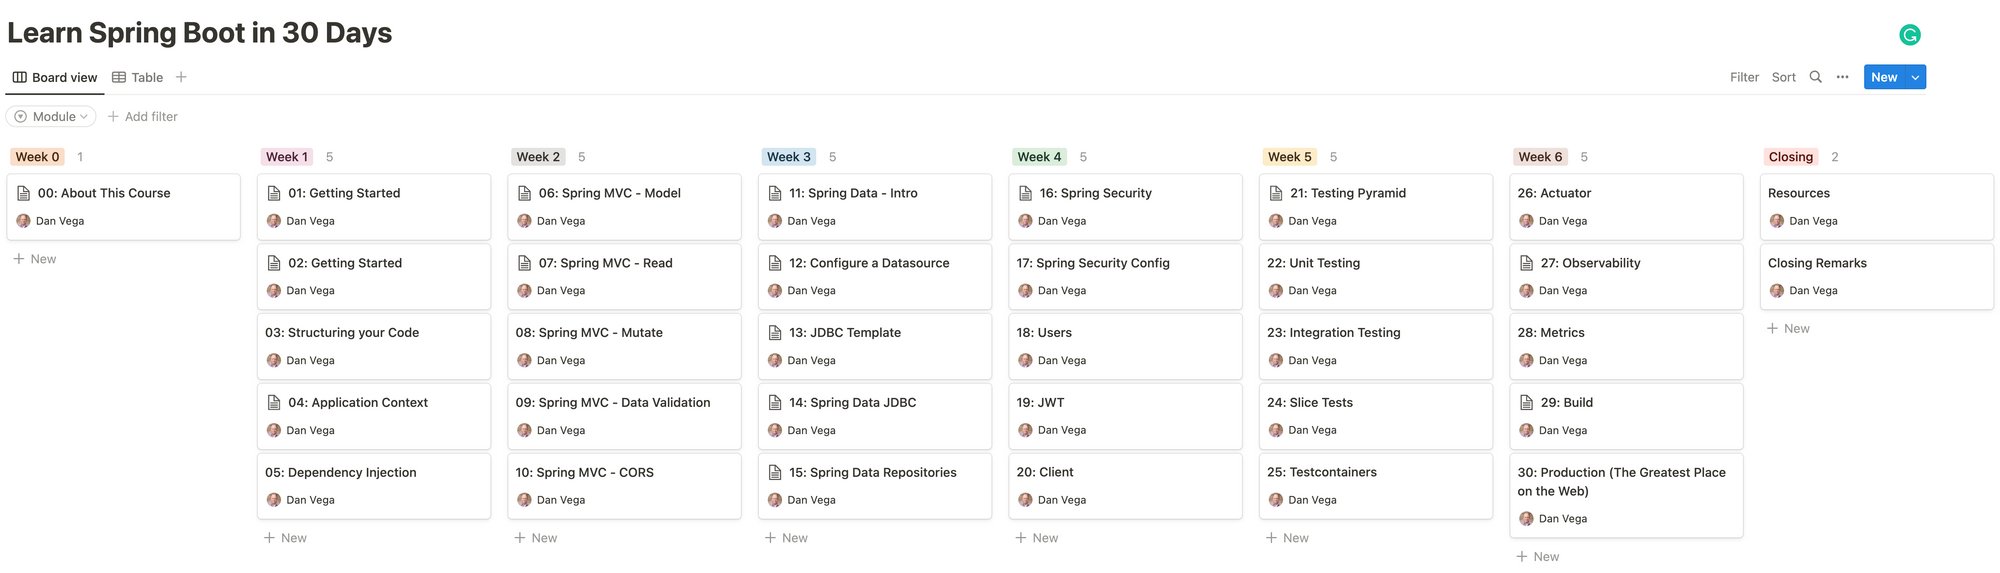 Learn Spring Boot in 30 Days
Board view
Table
Filter
Sort
New
Module
Add filter
Week 0 1
00: About This Course
Dan Vega
New
Week 1 5
01: Getting Started
Dan Vega
02: Getting Started
Dan Vega
03: Structuring your Code
Dan Vega
04: Application Context
Dan Vega
05: Dependency Injection
Dan Vega
New
Week 2 5
06: Spring MVC - Model
Dan Vega
07: Spring MVC - Read
Dan Vega
08: Spring MVC - Mutate
Dan Vega
09: Spring MVC - Data Validation
Dan Vega
10: Spring MVC - CORS
Dan Vega
New
Week 3 5
11: Spring Data - Intro
Dan Vega
12: Configure a Datasource
Dan Vega
13: JDBC Template
Dan Vega
14: Spring Data JDBC
Dan Vega
15: Spring Data Repositories
Dan Vega
New
Week 4 5
16: Spring Security
Dan Vega
17: Spring Security Config
Dan Vega
18: Users
Dan Vega
19: JWT
Dan Vega
20: Client
Dan Vega
New
Week 5 5
21: Testing Pyramid
Dan Vega
22: Unit Testing
Dan Vega
23: Integration Testing
Dan Vega
24: Slice Tests
Dan Vega
25: Testcontainers
Dan Vega
New
Week 6 5
26: Actuator
Dan Vega
27: Observability
Dan Vega
28: Metrics
Dan Vega
29: Build
Dan Vega
30: Production (The Greatest Place
on the Web)
Dan Vega
New
Closing 2
Resources
Dan Vega
Closing Remarks
Dan Vega
New